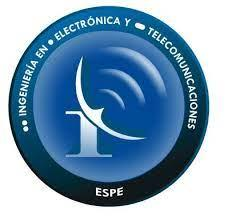 INGENIERÍA EN ELECTRÓNICA Y TELECOMUNICACIONES
ESPE